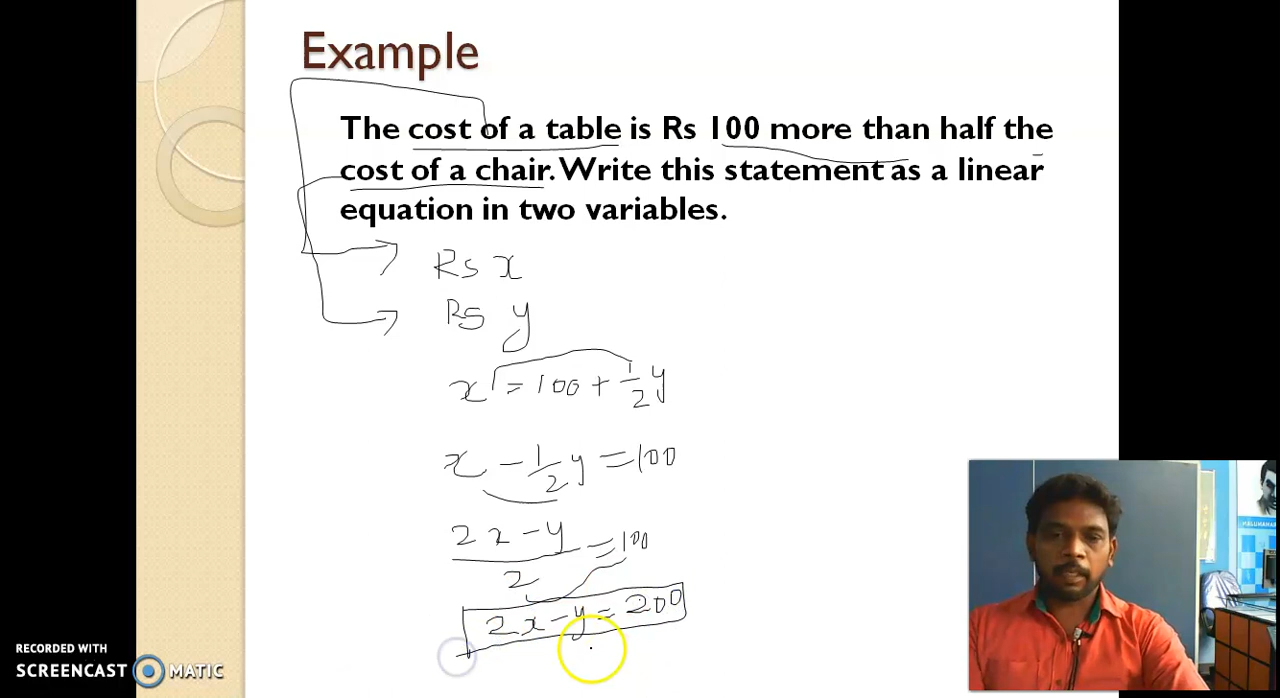 Example
The cost of a table is Rs 100 more than half the
cost of a chair. Write this statement as a linear
equation in two variables.
Rs x
Rs y
x = 100 + 1/2 y
x - 1/2 y = 100
2x - y / 2 = 100
2x - y = 200
RECORDED WITH
SCREENCAST MATIC